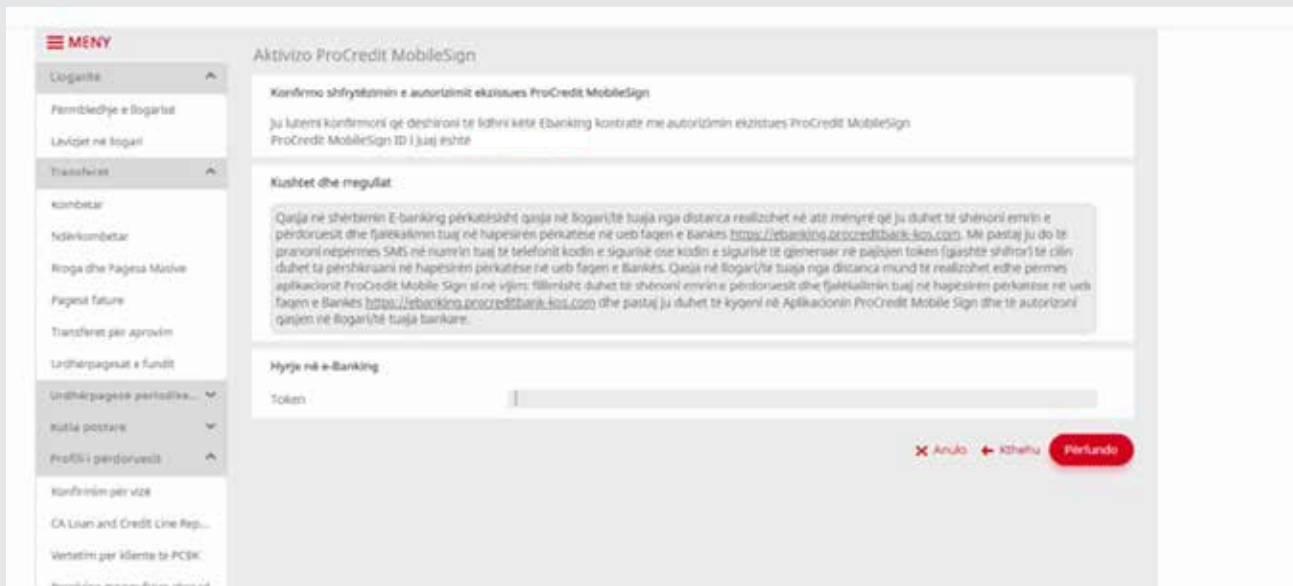 MENY
Llogaritë
Përmbledhje e llogarisë
Lëvizjet në llogari
Transferet
Kombëtar
Ndërkombëtar
Rroga dhe Pagesa Masive
Pagesë fature
Transferet për aprovim
Urdhërpagesat e fundit
Urdhërpagesë periodike...
Kutia postare
Profili i përdoruesit
Konfirmim për vizë
CA Loan and Credit Line Rep...
Vertetim per kliente te PCBK
Aktivizo ProCredit MobileSign
Konfirmo shfrytëzimin e autorizimit ekzistues ProCredit MobileSign
Ju lutemi konfirmoni që dëshironi të lidhni këtë Ebanking kontratë me autorizimin ekzistues ProCredit MobileSign
ProCredit MobileSign ID i juaj është
Kushtet dhe rregullat
Qasja në shërbimin E-banking përkatësisht qasja në llogari/të tuaja nga distanca realizohet në atë mënyrë që ju duhet të shënoni emrin e
përdoruesit dhe fjalëkalimin tuaj në hapësirën përkatëse në ueb faqen e Bankës https://ebanking.procreditbank-kos.com. Më pastaj ju do të
pranoni nëpërmes SMS në numrin tuaj të telefonit kodin e sigurisë ose kodin e sigurisë të gjeneruar në pajisjen token (gjashtë shifror) të cilin
duhet ta përshkruani në hapësirën përkatëse në ueb faqen e Bankës. Qasja në llogari/të tuaja nga distanca mund të realizohet edhe përmes
aplikacionit ProCredit Mobile Sign si në vijim: fillimisht duhet të shënoni emrin e përdoruesit dhe fjalëkalimin tuaj në hapësirën përkatëse në ueb
faqen e Bankës https://ebanking.procreditbank-kos.com dhe pastaj ju duhet të kyqeni në Aplikacionin ProCredit Mobile Sign dhe të autorizoni
qasjen në llogari/të tuaja bankare.
Hyrje në e-Banking
Token
Anulo Kthehu Përfundo